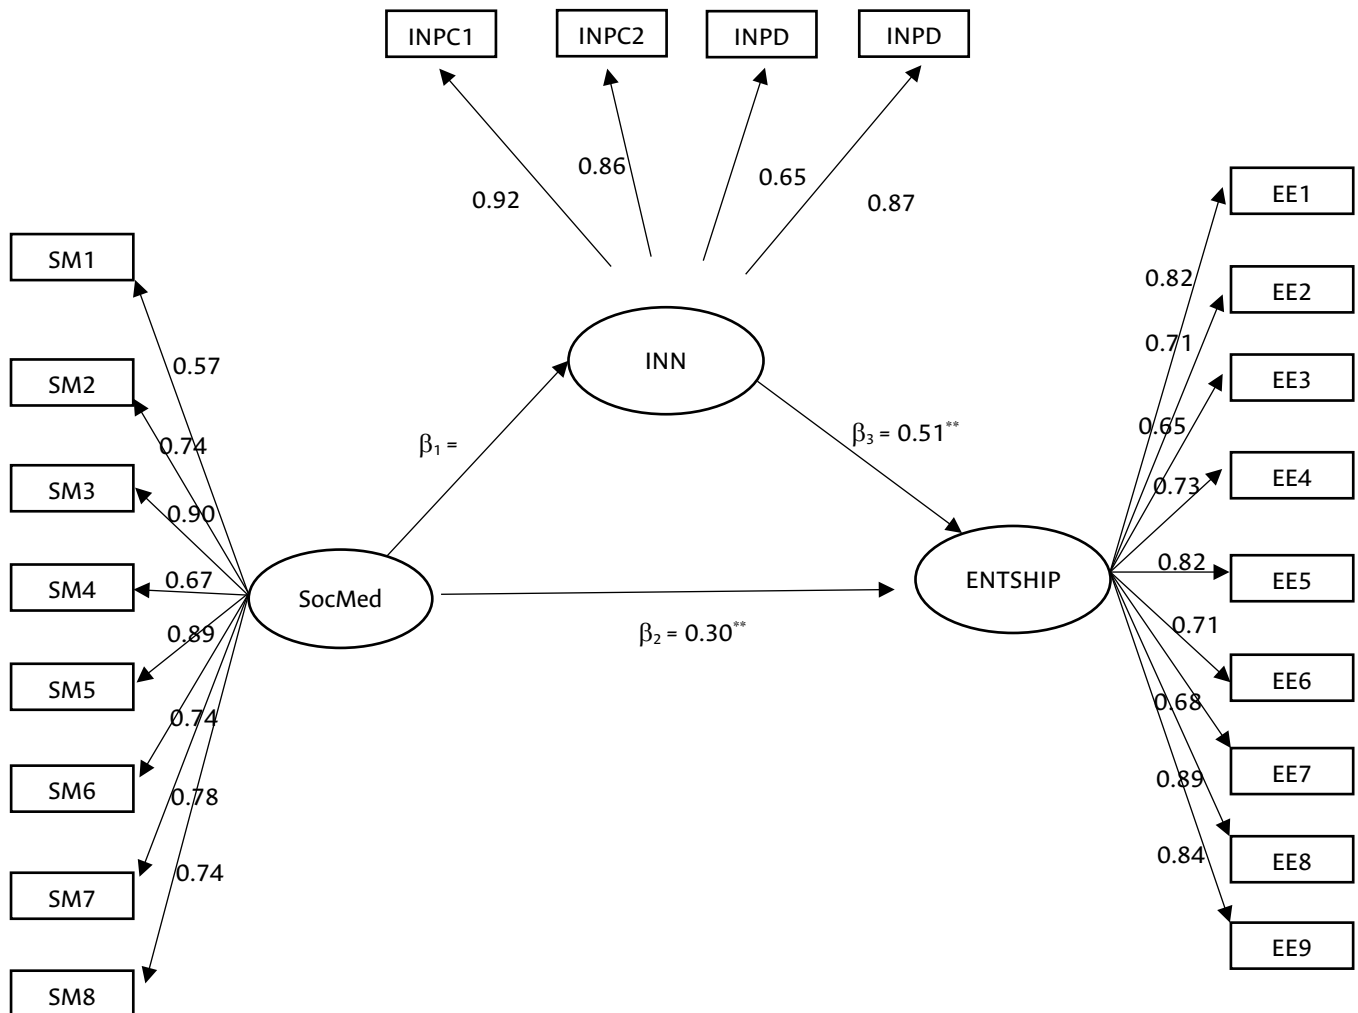 INPC1 INPC2 INPD INPD
0.86
0.65
0.92
0.87
EE1
SM1
0.82
EE2
0.71
INN
0.57
SM2
EE3
0.65
β₁ =
β₃ = 0.51**
0.74
EE4
0.73
SM3
0.90
0.82
EE5
SM4
0.67
SocMed
ENTSHIP
0.71
β₂ = 0.30**
0.89
SM5
EE6
0.68
0.74
EE7
0.89
SM6
0.78
0.84
EE8
0.74
SM7
EE9
SM8